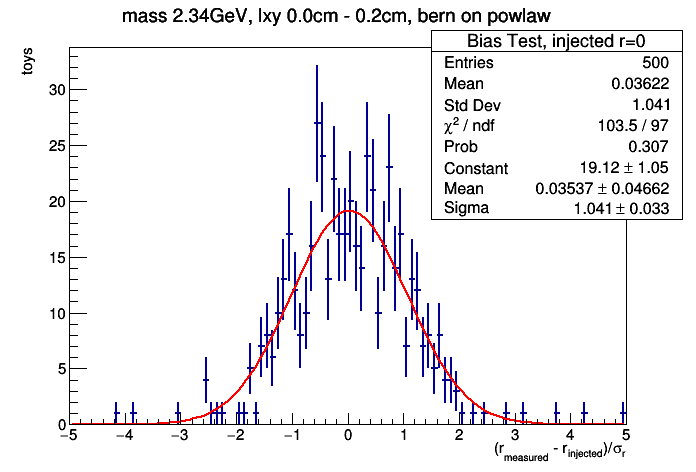 mass 2.34GeV, lxy 0.0cm - 0.2cm, bern on powlaw
toys
Bias Test, injected r=0
Entries 500
Mean 0.03622
Std Dev 1.041
χ² / ndf 103.5 / 97
Prob 0.307
Constant 19.12 ± 1.05
Mean 0.03537 ± 0.04662
Sigma 1.041 ± 0.033
30
25
20
15
10
5
0
−5 −4 −3 −2 −1 0 1 2 3 4 5
(r_measured - r_injected)/σ_r